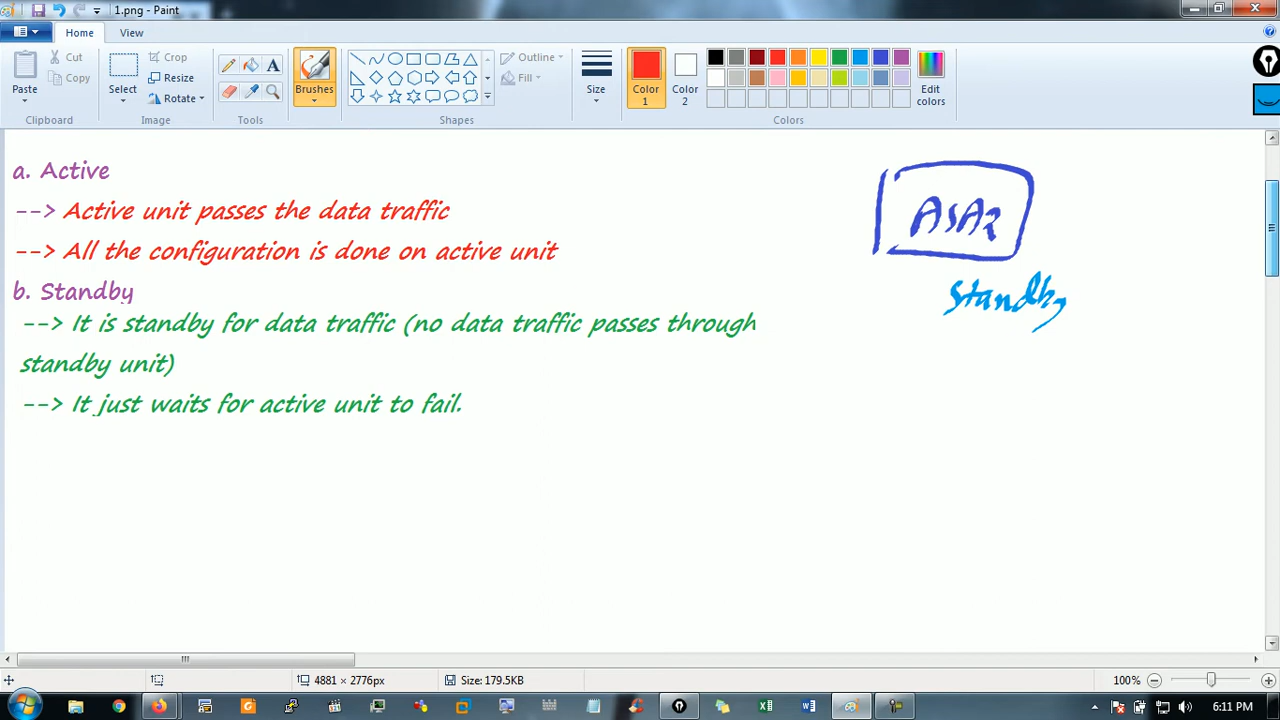 1.png - Paint
Home
View
Paste
Cut
Copy
Clipboard
Select
Crop
Resize
Rotate
Image
Tools
Brushes
Shapes
Outline
Fill
Size
Color 1
Color 2
Edit colors
Colors
a. Active
--> Active unit passes the data traffic
--> All the configuration is done on active unit
b. Standby
--> It is standby for data traffic (no data traffic passes through
standby unit)
--> It just waits for active unit to fail.
ASA2
Standby
4881 × 2776px
Size: 179.5KB
100%
6:11 PM